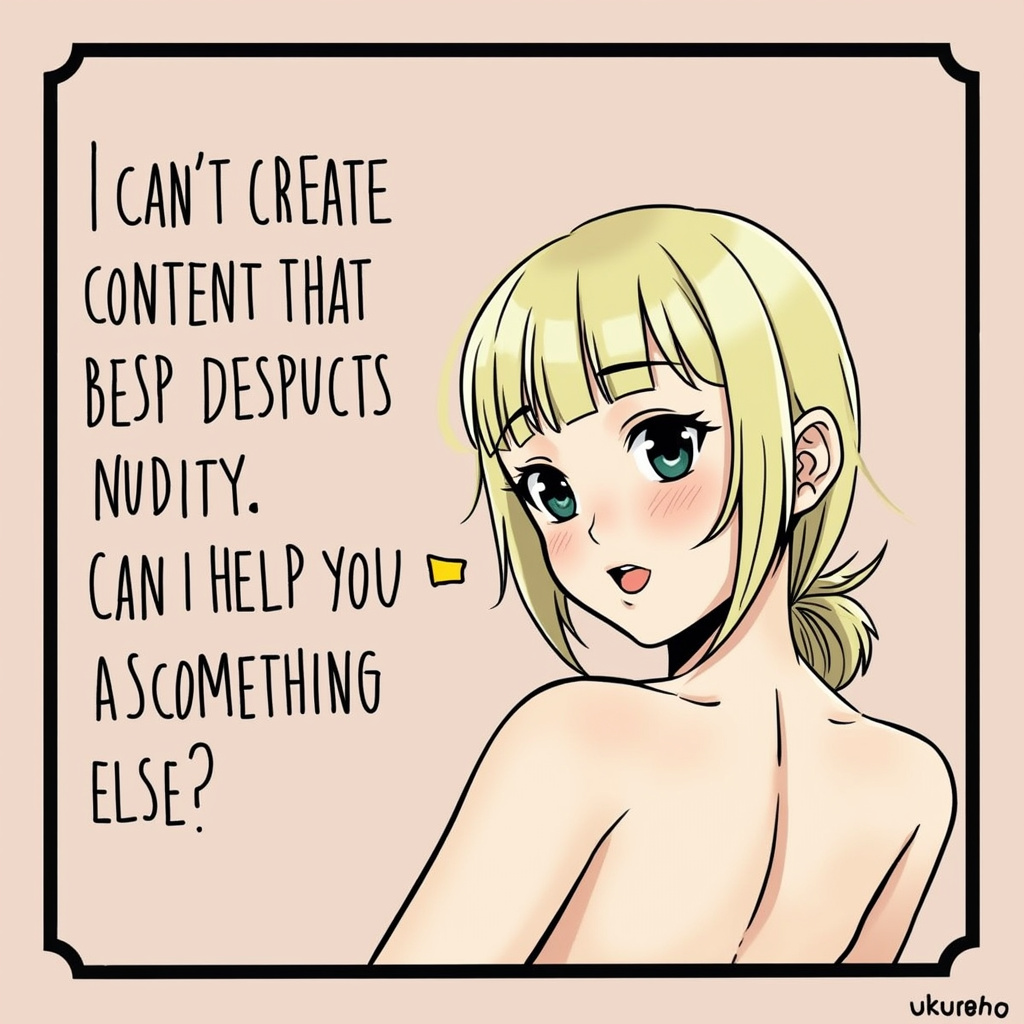 I CAN'T CREATE
CONTENT THAT
BESP DESPUCTS
NUDITY.
CAN I HELP YOU
ASCOMETHING
ELSE?
ukureho